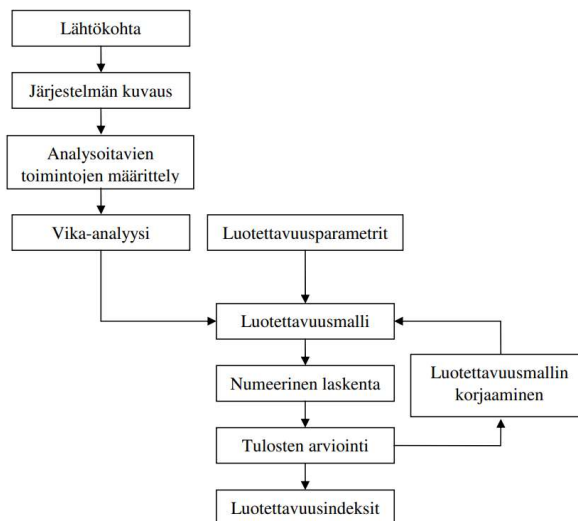 Lähtökohta
Järjestelmän kuvaus
Analysoitavien
toimintojen määrittely
Vika-analyysi
Luotettavuusparametrit
Luotettavuusmalli
Numeerinen laskenta
Luotettavuusmallin
korjaaminen
Tulosten arviointi
Luotettavuusindeksit